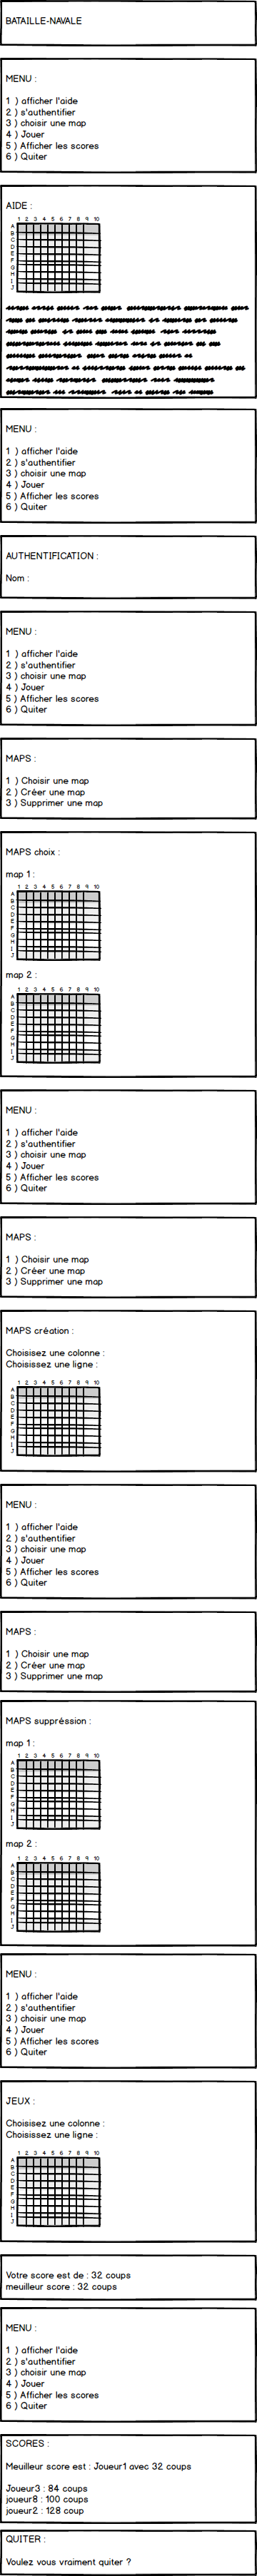 BATAILLE-NAVALE
MENU :
1 ) afficher l'aide
2 ) s'authentifier
3 ) choisir une map
4 ) Jouer
5 ) Afficher les scores
6 ) Quiter
AIDE :
1 2 3 4 5 6 7 8 9 10
A
B
C
D
E
F
G
H
I
J
MENU :
1 ) afficher l'aide
2 ) s'authentifier
3 ) choisir une map
4 ) Jouer
5 ) Afficher les scores
6 ) Quiter
AUTHENTIFICATION :
Nom :
MENU :
1 ) afficher l'aide
2 ) s'authentifier
3 ) choisir une map
4 ) Jouer
5 ) Afficher les scores
6 ) Quiter
MAPS :
1 ) Choisir une map
2 ) Créer une map
3 ) Supprimer une map
MAPS choix :
map 1 :
1 2 3 4 5 6 7 8 9 10
A
B
C
D
E
F
G
H
I
J
map 2 :
1 2 3 4 5 6 7 8 9 10
A
B
C
D
E
F
G
H
I
J
MENU :
1 ) afficher l'aide
2 ) s'authentifier
3 ) choisir une map
4 ) Jouer
5 ) Afficher les scores
6 ) Quiter
MAPS :
1 ) Choisir une map
2 ) Créer une map
3 ) Supprimer une map
MAPS création :
Choisisez une colonne :
Choisissez une ligne :
1 2 3 4 5 6 7 8 9 10
A
B
C
D
E
F
G
H
I
J
MENU :
1 ) afficher l'aide
2 ) s'authentifier
3 ) choisir une map
4 ) Jouer
5 ) Afficher les scores
6 ) Quiter
MAPS :
1 ) Choisir une map
2 ) Créer une map
3 ) Supprimer une map
MAPS suppréssion :
map 1 :
1 2 3 4 5 6 7 8 9 10
A
B
C
D
E
F
G
H
I
J
map 2 :
1 2 3 4 5 6 7 8 9 10
A
B
C
D
E
F
G
H
I
J
MENU :
1 ) afficher l'aide
2 ) s'authentifier
3 ) choisir une map
4 ) Jouer
5 ) Afficher les scores
6 ) Quiter
JEUX :
Choisisez une colonne :
Choisissez une ligne :
1 2 3 4 5 6 7 8 9 10
A
B
C
D
E
F
G
H
I
J
Votre score est de : 32 coups
meuilleur score : 32 coups
MENU :
1 ) afficher l'aide
2 ) s'authentifier
3 ) choisir une map
4 ) Jouer
5 ) Afficher les scores
6 ) Quiter
SCORES :
Meuilleur score est : Joueur1 avec 32 coups
Joueur3 : 84 coups
joueur8 : 100 coups
joueur2 : 128 coup
QUITER :
Voulez vous vraiment quiter ?